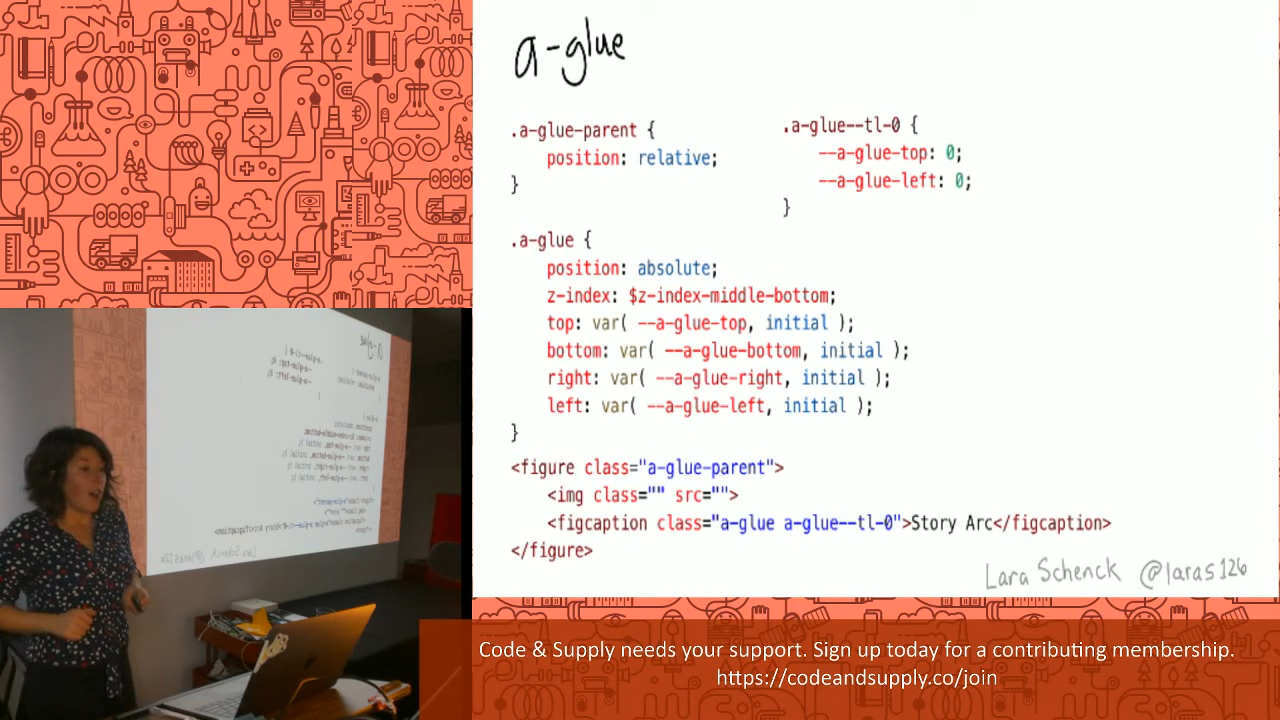 a-glue
.a-glue-parent {
position: relative;
}
.a-glue--tl-0 {
--a-glue-top: 0;
--a-glue-left: 0;
}
.a-glue {
position: absolute;
z-index: $z-index-middle-bottom;
top: var( --a-glue-top, initial );
bottom: var( --a-glue-bottom, initial );
right: var( --a-glue-right, initial );
left: var( --a-glue-left, initial );
}
<figure class="a-glue-parent">
<img class="" src="">
<figcaption class="a-glue a-glue--tl-0">Story Arc</figcaption>
</figure>
Lara Schenck @laras126
Code & Supply needs your support. Sign up today for a contributing membership.
https://codeandsupply.co/join